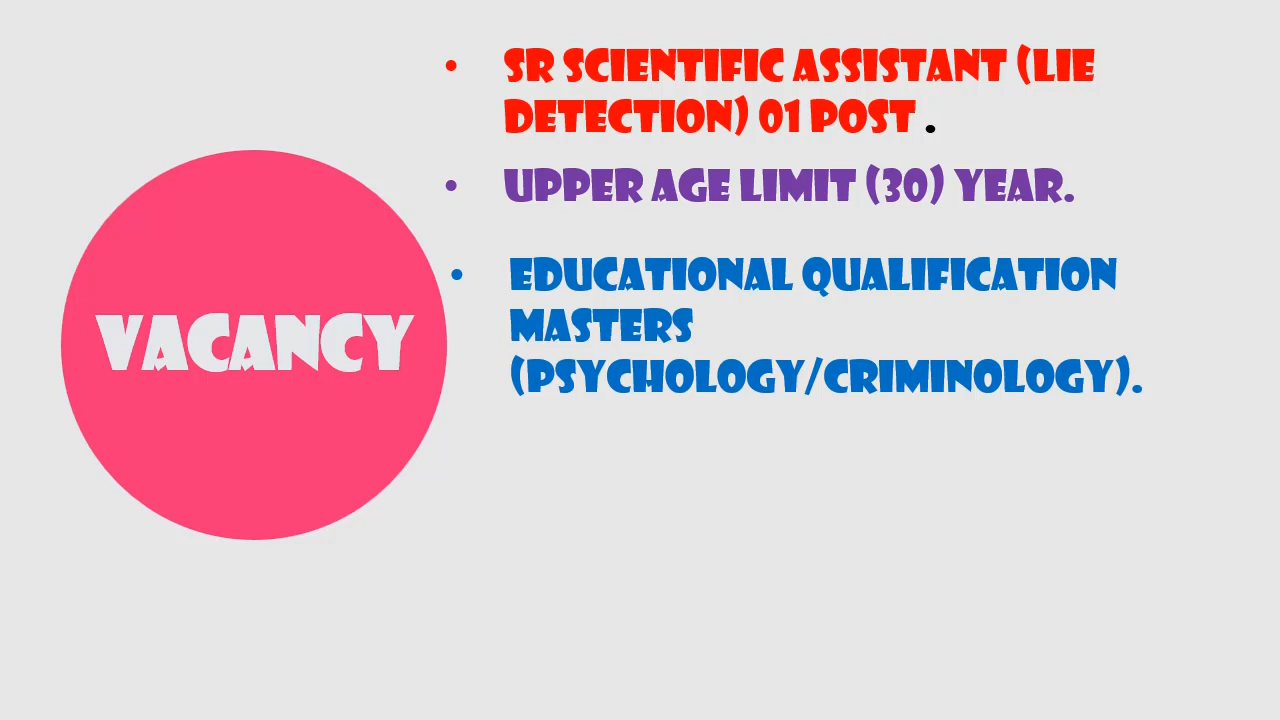 VACANCY
• SR SCIENTIFIC ASSISTANT (LIE
DETECTION) 01 POST .
• UPPER AGE LIMIT (30) YEAR.
• EDUCATIONAL QUALIFICATION
MASTERS
(PSYCHOLOGY/CRIMINOLOGY).